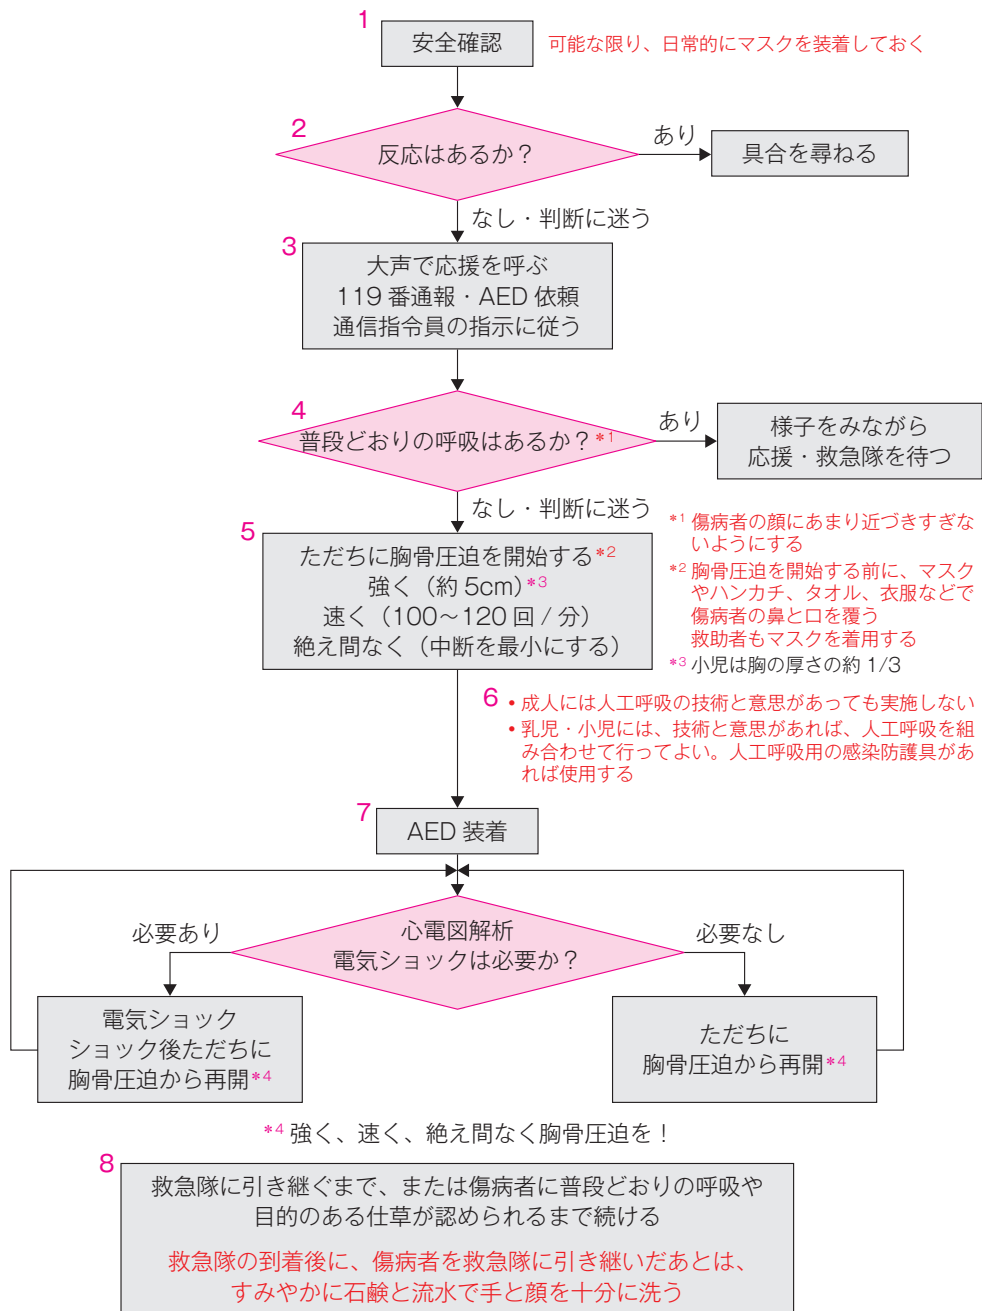 1
安全確認
可能な限り、日常的にマスクを装着しておく
2
反応はあるか？
あり
具合を尋ねる
なし・判断に迷う
3
大声で応援を呼ぶ
119番通報・AED 依頼
通信指令員の指示に従う
4
普段どおりの呼吸はあるか？*1
あり
様子をみながら
応援・救急隊を待つ
なし・判断に迷う
5
ただちに胸骨圧迫を開始する*2
強く（約 5cm）*3
速く（100〜120 回 / 分）
絶え間なく（中断を最小にする）
*1 傷病者の顔にあまり近づきすぎな
いようにする
*2 胸骨圧迫を開始する前に、マスク
やハンカチ、タオル、衣服などで
傷病者の鼻と口を覆う
救助者もマスクを着用する
*3 小児は胸の厚さの約 1/3
6
• 成人には人工呼吸の技術と意思があっても実施しない
• 乳児・小児には、技術と意思があれば、人工呼吸を組
み合わせて行ってよい。人工呼吸用の感染防護具があ
れば使用する
7
AED 装着
心電図解析
電気ショックは必要か？
必要あり
必要なし
電気ショック
ショック後ただちに
胸骨圧迫から再開*4
ただちに
胸骨圧迫から再開*4
*4 強く、速く、絶え間なく胸骨圧迫を！
8
救急隊に引き継ぐまで、または傷病者に普段どおりの呼吸や
目的のある仕草が認められるまで続ける
救急隊の到着後に、傷病者を救急隊に引き継いだあとは、
すみやかに石鹸と流水で手と顔を十分に洗う